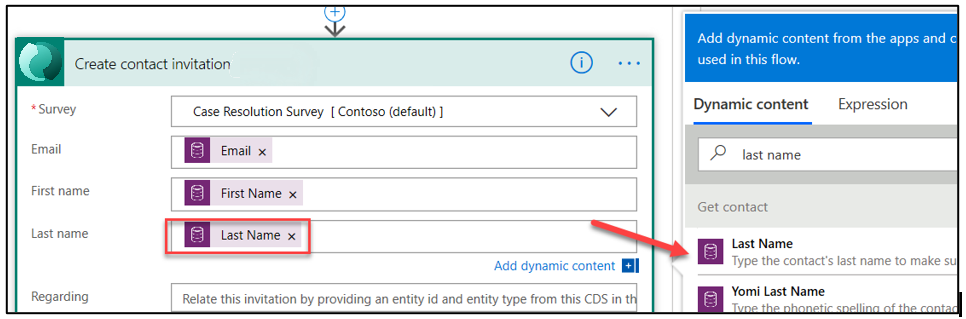 Create contact invitation
* Survey
Case Resolution Survey [ Contoso (default) ]
Email
Email ×
First name
First Name ×
Last name
Last Name ×
Add dynamic content
Regarding
Relate this invitation by providing an entity id and entity type from this CDS in th
Add dynamic content from the apps and c
used in this flow.
Dynamic content Expression
last name
Get contact
Last Name
Type the contact's last name to make su
Yomi Last Name
Type the phonetic spelling of the contac